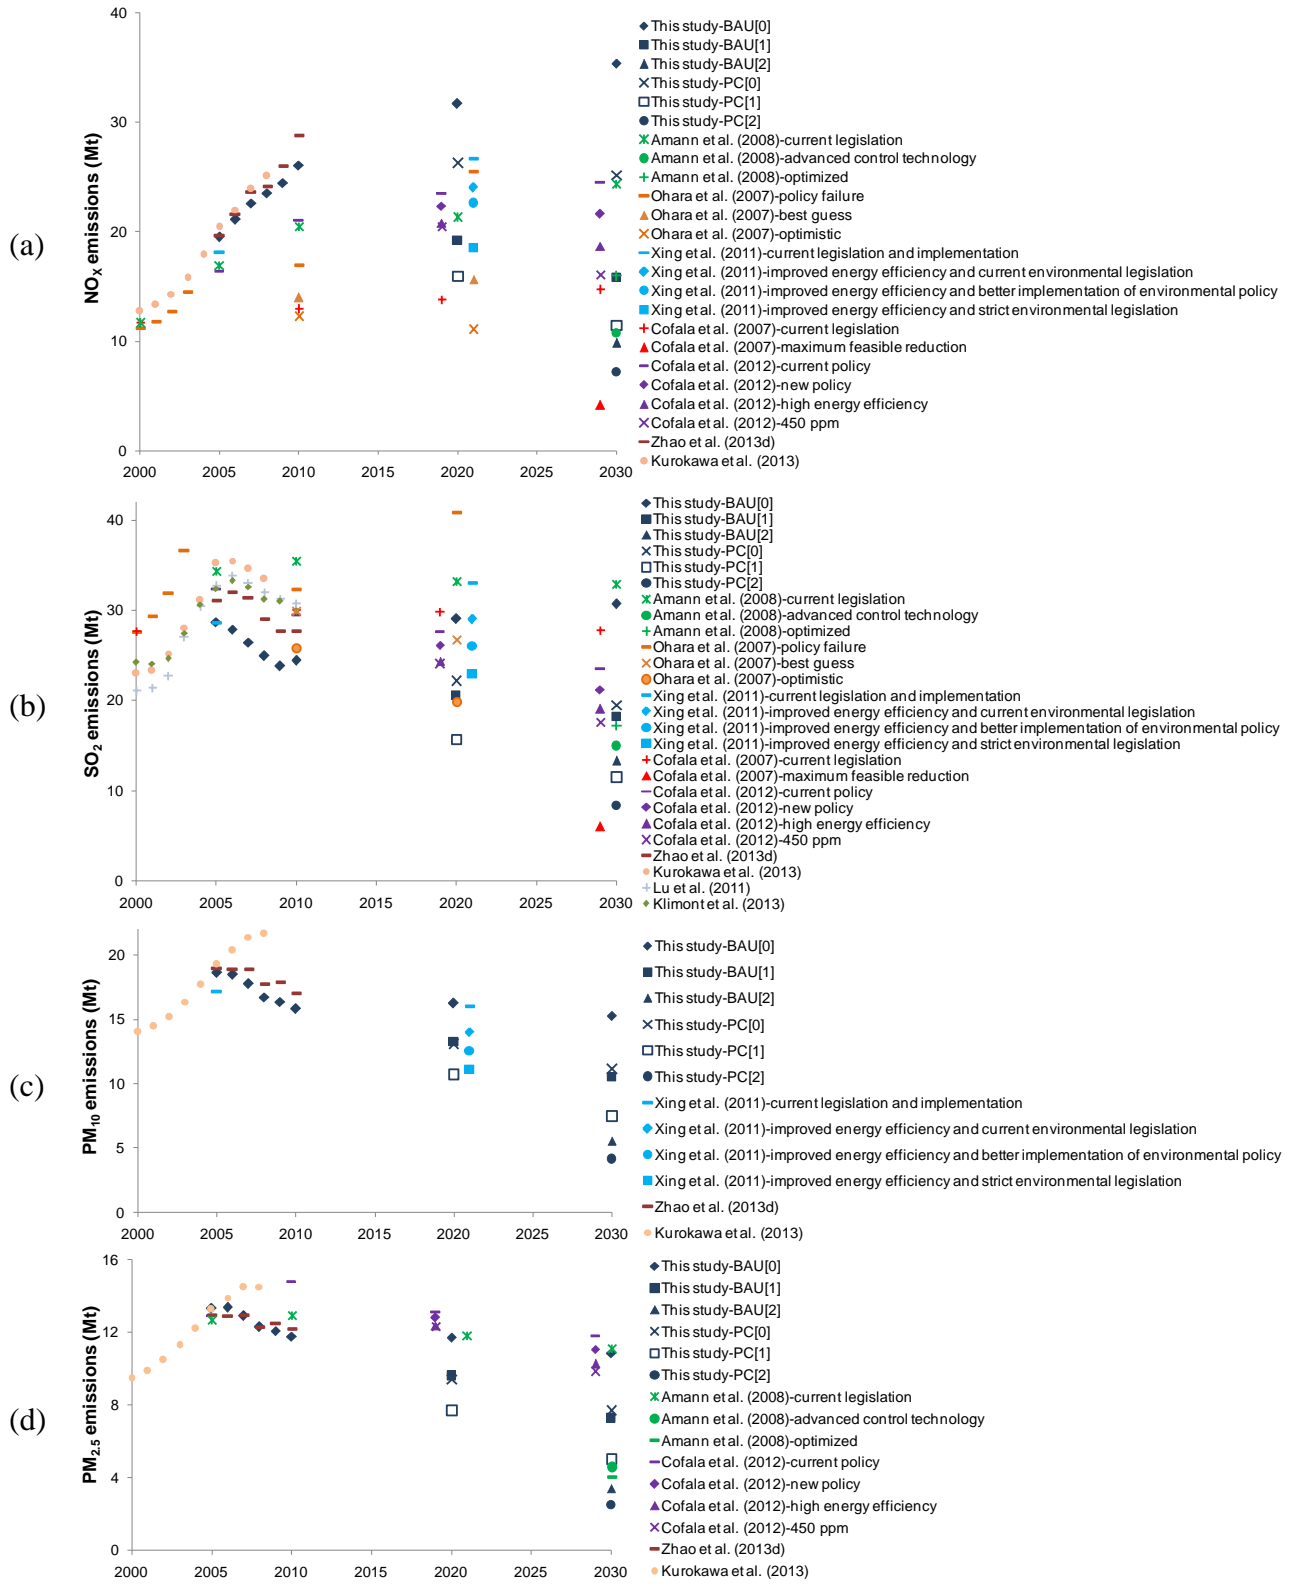 (a)
NOX emissions (Mt)
40
30
20
10
0
2000 2005 2010 2015 2020 2025 2030
This study-BAU[0]
This study-BAU[1]
This study-BAU[2]
This study-PC[0]
This study-PC[1]
This study-PC[2]
Amann et al. (2008)-current legislation
Amann et al. (2008)-advanced control technology
Amann et al. (2008)-optimized
Ohara et al. (2007)-policy failure
Ohara et al. (2007)-best guess
Ohara et al. (2007)-optimistic
Xing et al. (2011)-current legislation and implementation
Xing et al. (2011)-improved energy efficiency and current environmental legislation
Xing et al. (2011)-improved energy efficiency and better implementation of environmental policy
Xing et al. (2011)-improved energy efficiency and strict environmental legislation
Cofala et al. (2007)-current legislation
Cofala et al. (2007)-maximum feasible reduction
Cofala et al. (2012)-current policy
Cofala et al. (2012)-new policy
Cofala et al. (2012)-high energy efficiency
Cofala et al. (2012)-450 ppm
Zhao et al. (2013d)
Kurokawa et al. (2013)
(b)
SO2 emissions (Mt)
40
30
20
10
0
2000 2005 2010 2015 2020 2025 2030
This study-BAU[0]
This study-BAU[1]
This study-BAU[2]
This study-PC[0]
This study-PC[1]
This study-PC[2]
Amann et al. (2008)-current legislation
Amann et al. (2008)-advanced control technology
Amann et al. (2008)-optimized
Ohara et al. (2007)-policy failure
Ohara et al. (2007)-best guess
Ohara et al. (2007)-optimistic
Xing et al. (2011)-current legislation and implementation
Xing et al. (2011)-improved energy efficiency and current environmental legislation
Xing et al. (2011)-improved energy efficiency and better implementation of environmental policy
Xing et al. (2011)-improved energy efficiency and strict environmental legislation
Cofala et al. (2007)-current legislation
Cofala et al. (2007)-maximum feasible reduction
Cofala et al. (2012)-current policy
Cofala et al. (2012)-new policy
Cofala et al. (2012)-high energy efficiency
Cofala et al. (2012)-450 ppm
Zhao et al. (2013d)
Kurokawa et al. (2013)
Lu et al. (2011)
Klimont et al. (2013)
(c)
PM10 emissions (Mt)
20
15
10
5
0
2000 2005 2010 2015 2020 2025 2030
This study-BAU[0]
This study-BAU[1]
This study-BAU[2]
This study-PC[0]
This study-PC[1]
This study-PC[2]
Xing et al. (2011)-current legislation and implementation
Xing et al. (2011)-improved energy efficiency and current environmental legislation
Xing et al. (2011)-improved energy efficiency and better implementation of environmental policy
Xing et al. (2011)-improved energy efficiency and strict environmental legislation
Zhao et al. (2013d)
Kurokawa et al. (2013)
(d)
PM2.5 emissions (Mt)
16
12
8
4
0
2000 2005 2010 2015 2020 2025 2030
This study-BAU[0]
This study-BAU[1]
This study-BAU[2]
This study-PC[0]
This study-PC[1]
This study-PC[2]
Amann et al. (2008)-current legislation
Amann et al. (2008)-advanced control technology
Amann et al. (2008)-optimized
Cofala et al. (2012)-current policy
Cofala et al. (2012)-new policy
Cofala et al. (2012)-high energy efficiency
Cofala et al. (2012)-450 ppm
Zhao et al. (2013d)
Kurokawa et al. (2013)